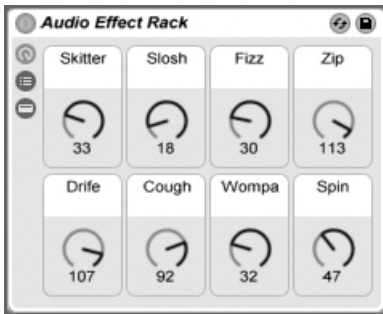 Audio Effect Rack
Skitter Slosh Fizz Zip
33 18 30 113
Drife Cough Wompa Spin
107 92 32 47